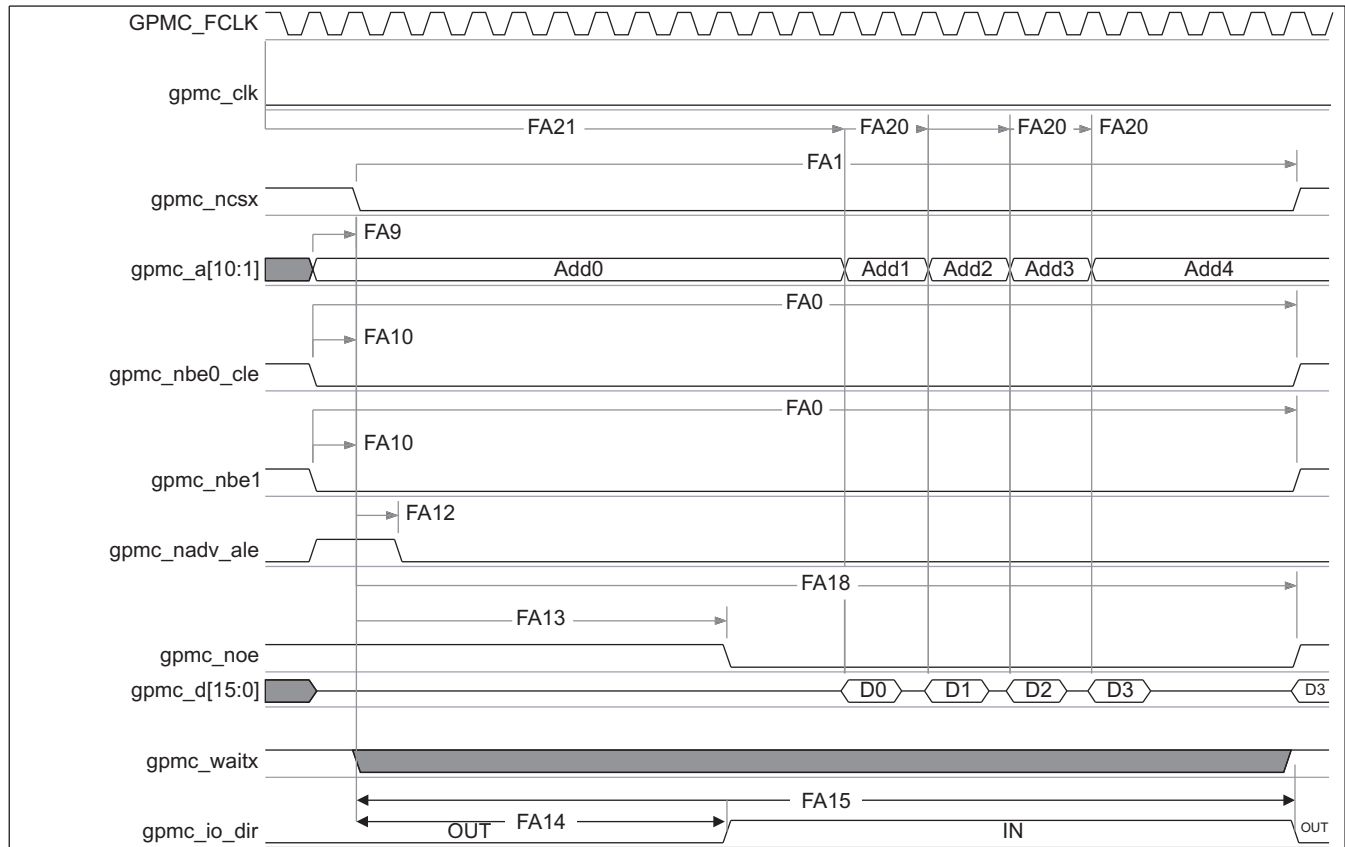 GPMC_FCLK
gpmc_clk
FA21 FA20 FA20 FA20
FA1
gpmc_ncsx
FA9
gpmc_a[10:1] Add0 Add1 Add2 Add3 Add4
FA0
FA10
gpmc_nbe0_cle
FA0
FA10
gpmc_nbe1
FA12
gpmc_nadv_ale
FA18
FA13
gpmc_noe
gpmc_d[15:0] D0 D1 D2 D3 D3
gpmc_waitx
FA15
FA14
gpmc_io_dir OUT IN OUT